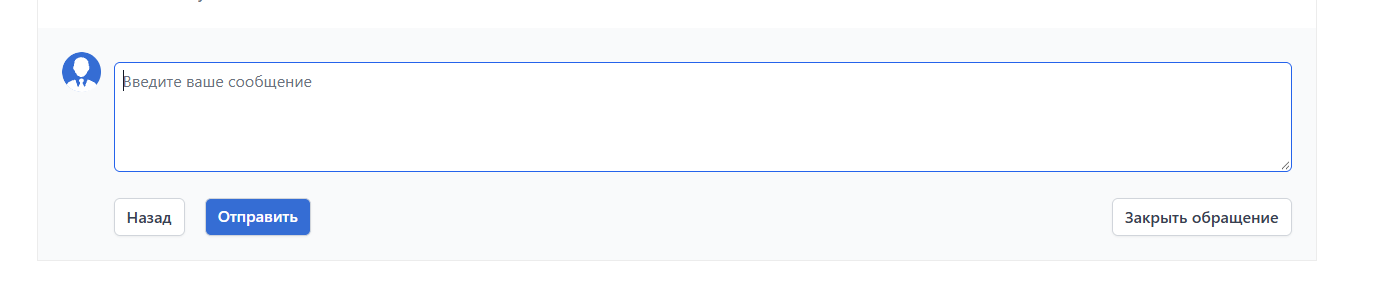 Введите ваше сообщение
Назад
Отправить
Закрыть обращение